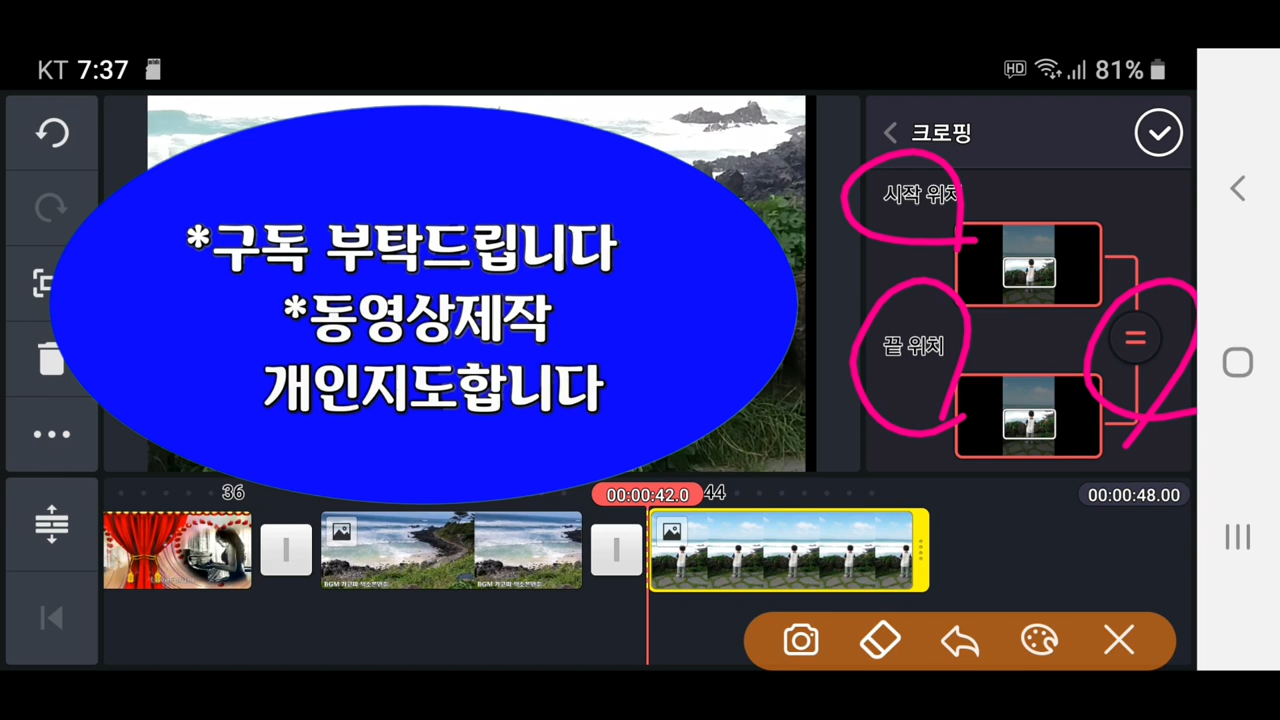 KT 7:37
HD 81%
크로핑
시작 위치
*구독 부탁드립니다
*동영상제작
개인지도합니다
끝 위치
36
00:00:42.0
44
00:00:48.00